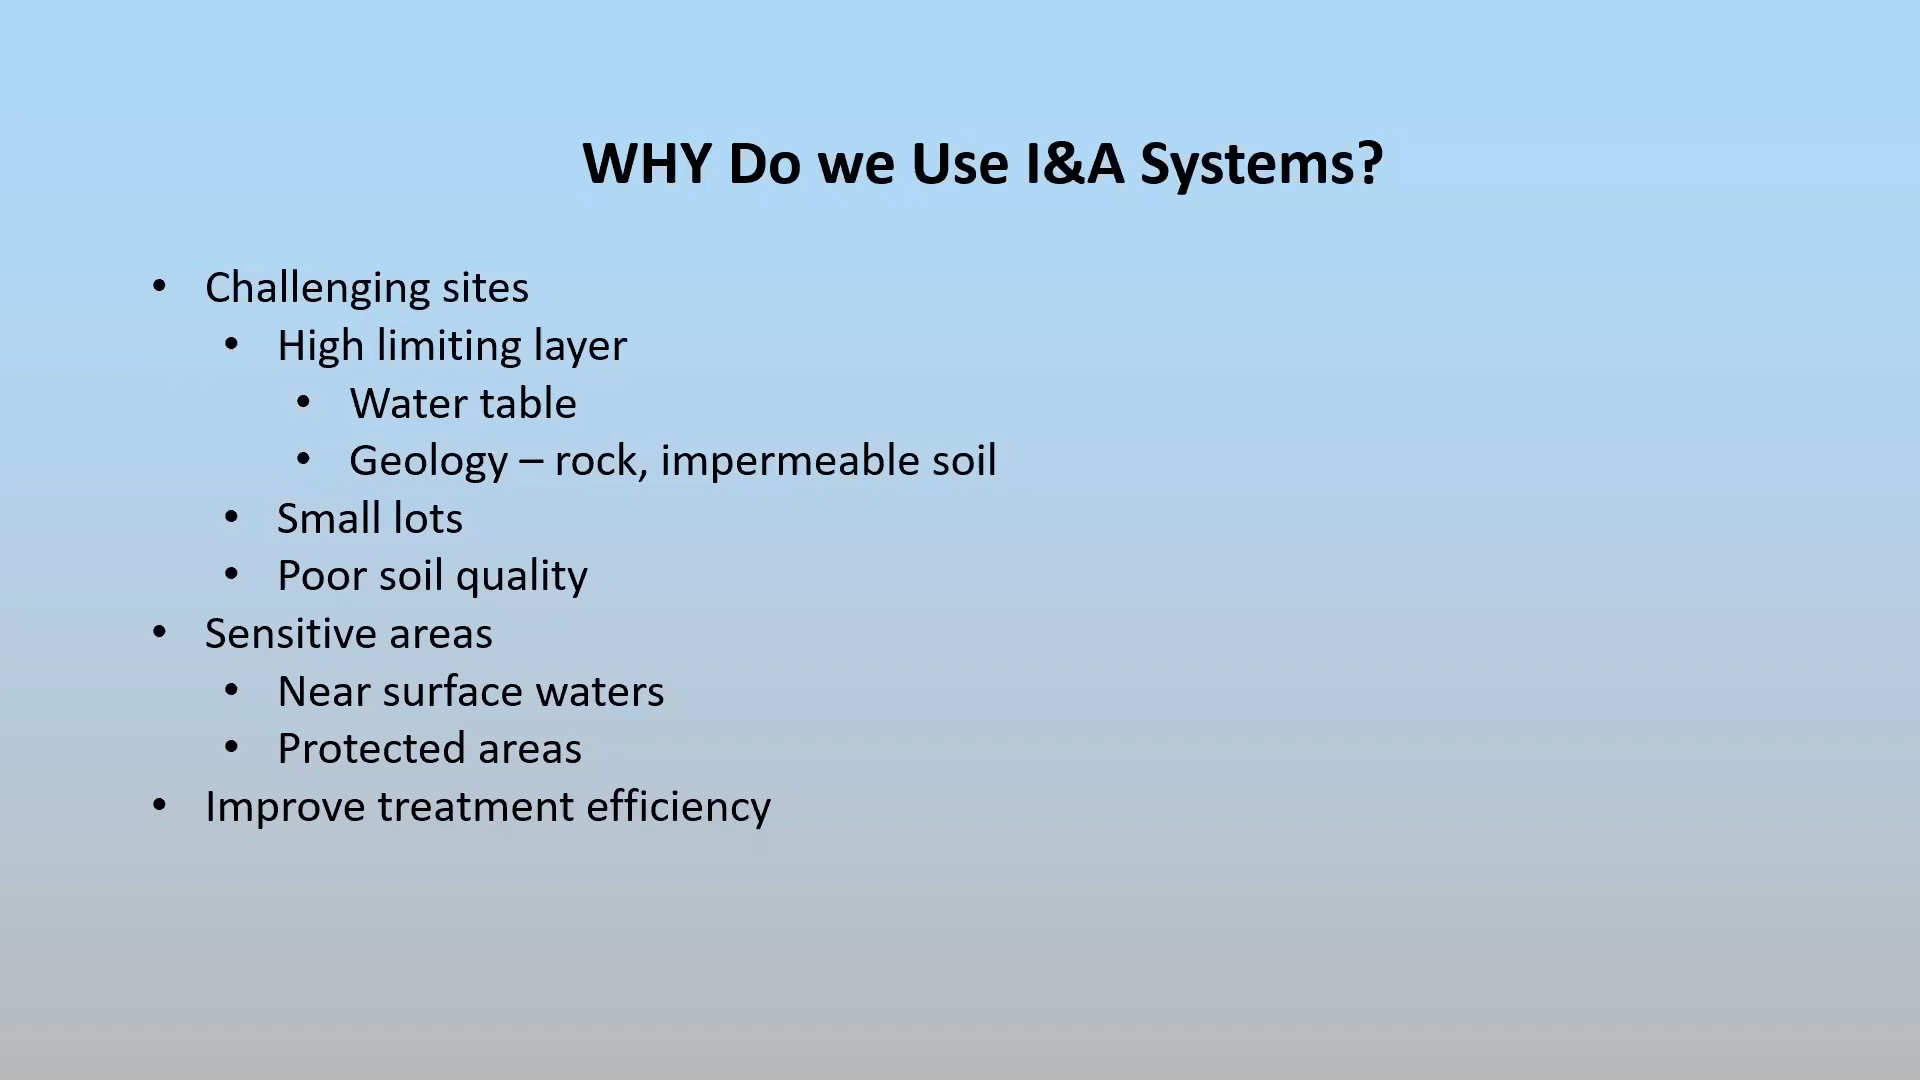 WHY Do we Use I&A Systems?
• Challenging sites
• High limiting layer
• Water table
• Geology – rock, impermeable soil
• Small lots
• Poor soil quality
• Sensitive areas
• Near surface waters
• Protected areas
• Improve treatment efficiency